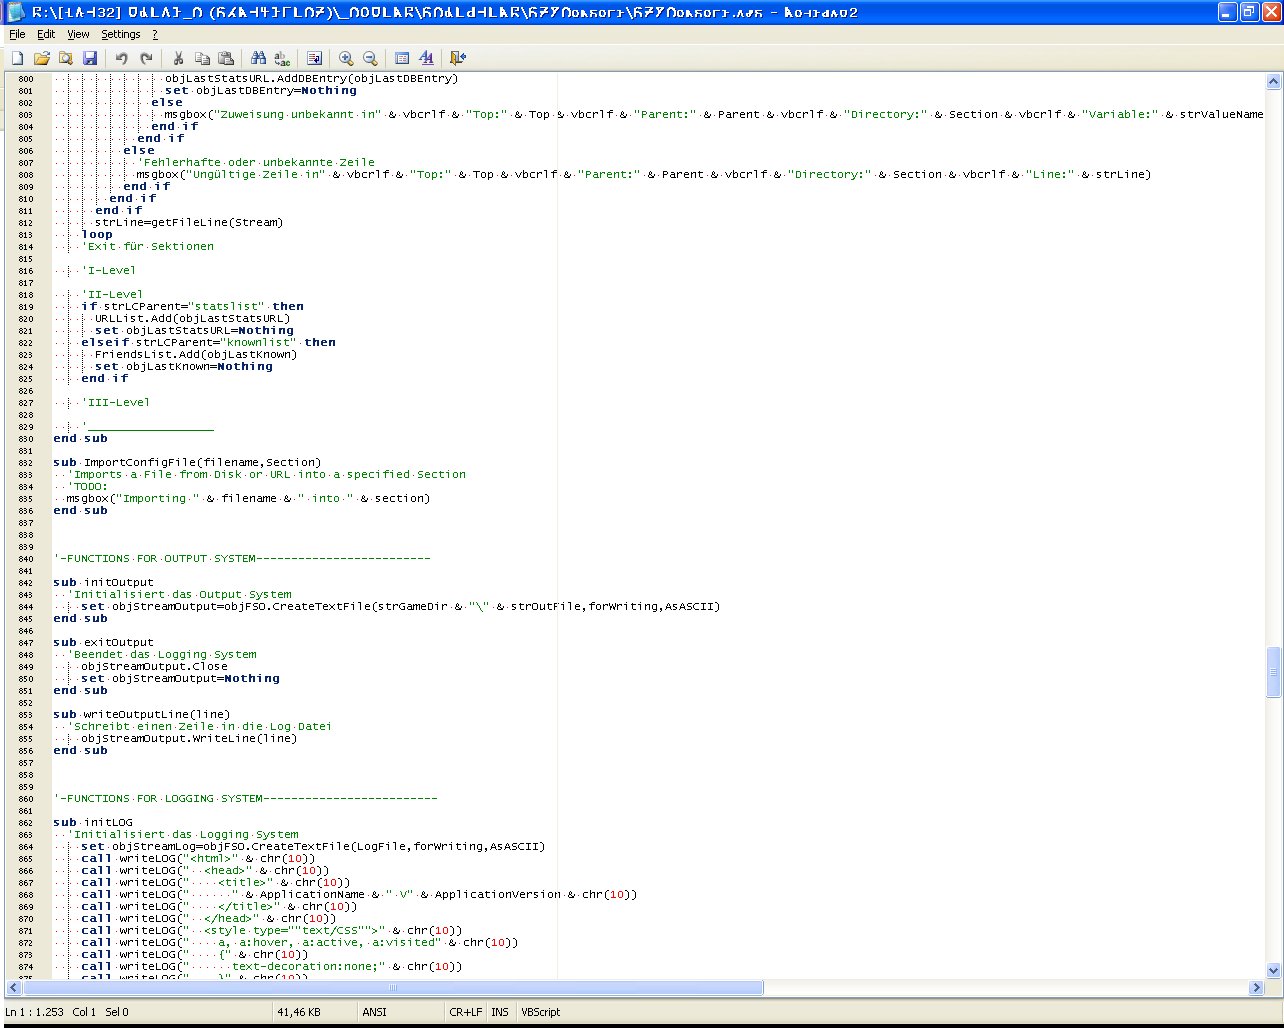 File Edit View Settings ?
800 objLastStatsURL.AddDBEntry(objLastDBEntry)
801 set objLastDBEntry=Nothing
802 else
803 msgbox("Zuweisung unbekannt in" & vbcrlf & "Top:" & Top & vbcrlf & "Parent:" & Parent & vbcrlf & "Directory:" & Section & vbcrlf & "Variable:" & strValueName
804 end if
805 end if
806 else
807 'Fehlerhafte oder unbekannte Zeile
808 msgbox("Ungültige Zeile in" & vbcrlf & "Top:" & Top & vbcrlf & "Parent:" & Parent & vbcrlf & "Directory:" & Section & vbcrlf & "Line:" & strLine)
809 end if
810 end if
811 end if
812 strLine=getFileLine(Stream)
813 loop
814 'Exit für Sektionen
815
816 'I-Level
817
818 'II-Level
819 if strLCParent="statslist" then
820 URLList.Add(objLastStatsURL)
821 set objLastStatsURL=Nothing
822 elseif strLCParent="knownlist" then
823 FriendsList.Add(objLastKnown)
824 set objLastKnown=Nothing
825 end if
826
827 'III-Level
828
829 '__________________
830 end sub
831
832 sub ImportConfigFile(filename,Section)
833 'Imports a File from Disk or URL into a specified Section
834 'TODO:
835 msgbox("Importing " & filename & " into " & section)
836 end sub
837
838
839
840 '-FUNCTIONS FOR OUTPUT SYSTEM-------------------------
841
842 sub initOutput
843 'Initialisiert das Output System
844 set objStreamOutput=objFSO.CreateTextFile(strGameDir & "\" & strOutFile,forWriting,AsASCII)
845 end sub
846
847 sub exitOutput
848 'Beendet das Logging System
849 objStreamOutput.Close
850 set objStreamOutput=Nothing
851 end sub
852
853 sub writeOutputLine(line)
854 'Schreibt einen Zeile in die Log Datei
855 objStreamOutput.WriteLine(line)
856 end sub
857
858
859
860 '-FUNCTIONS FOR LOGGING SYSTEM-------------------------
861
862 sub initLOG
863 'Initialisiert das Logging System
864 set objStreamLog=objFSO.CreateTextFile(LogFile,forWriting,AsASCII)
865 call writeLOG("<html>" & chr(10))
866 call writeLOG("  <head>" & chr(10))
867 call writeLOG("    <title>" & chr(10))
868 call writeLOG("      " & ApplicationName & " V" & ApplicationVersion & chr(10))
869 call writeLOG("    </title>" & chr(10))
870 call writeLOG("  </head>" & chr(10))
871 call writeLOG("  <style type=""text/CSS"">" & chr(10))
872 call writeLOG("    a, a:hover, a:active, a:visited" & chr(10))
873 call writeLOG("    {" & chr(10))
874 call writeLOG("      text-decoration:none;" & chr(10))
875 call writeLOG("    }" & chr(10))
Ln 1 : 1.253 Col 1 Sel 0 41,46 KB ANSI CR+LF INS VBScript